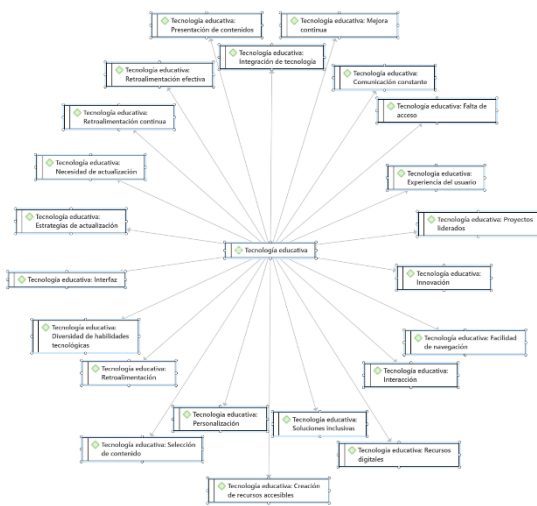 Tecnología educativa:
Presentación de contenidos
Tecnología educativa: Mejora
continua
Tecnología educativa:
Integración de tecnología
Tecnología educativa:
Retroalimentación efectiva
Tecnología educativa:
Comunicación constante
Tecnología educativa:
Retroalimentación continua
Tecnología educativa: Falta de
acceso
Tecnología educativa:
Necesidad de actualización
Tecnología educativa:
Experiencia del usuario
Tecnología educativa:
Estrategias de actualización
Tecnología educativa: Proyectos
liderados
Tecnología educativa
Tecnología educativa: Interfaz
Tecnología educativa:
Innovación
Tecnología educativa:
Diversidad de habilidades
tecnológicas
Tecnología educativa: Facilidad
de navegación
Tecnología educativa:
Retroalimentación
Tecnología educativa:
Interacción
Tecnología educativa:
Personalización
Tecnología educativa:
Soluciones inclusivas
Tecnología educativa: Selección
de contenido
Tecnología educativa: Recursos
digitales
Tecnología educativa: Creación
de recursos accesibles